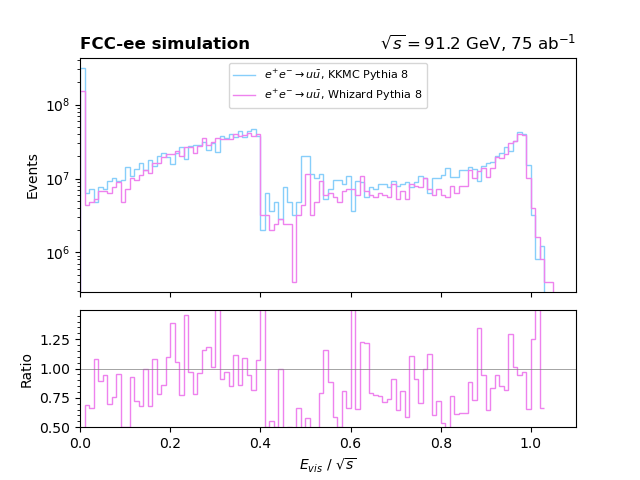 FCC-ee simulation
√s = 91.2 GeV, 75 ab⁻¹
e⁺e⁻ → uū, KKMC Pythia 8
e⁺e⁻ → uū, Whizard Pythia 8
Events
10⁸
10⁷
10⁶
Ratio
1.25
1.00
0.75
0.50
0.0 0.2 0.4 0.6 0.8 1.0
E_vis / √s